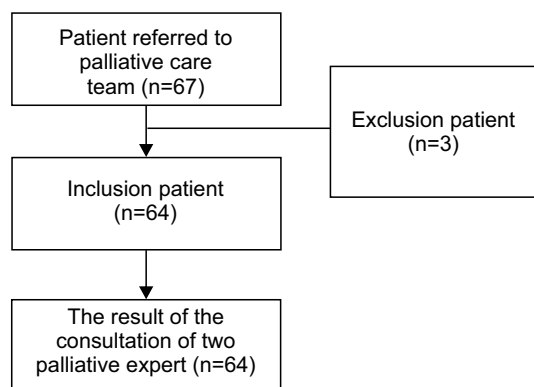 Patient referred to
palliative care
team (n=67)
Exclusion patient
(n=3)
Inclusion patient
(n=64)
The result of the
consultation of two
palliative expert (n=64)